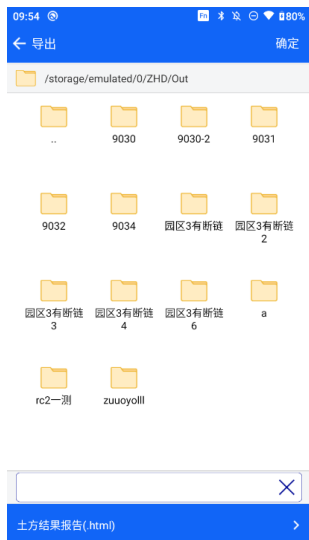 09:54 Fn 80%
导出 确定
/storage/emulated/0/ZHD/Out
.. 9030 9030-2 9031
9032 9034 园区3有断链 园区3有断链
2
园区3有断链 园区3有断链 园区3有断链 a
3 4 6
rc2一测 zuuoyolll
土方结果报告(.html)